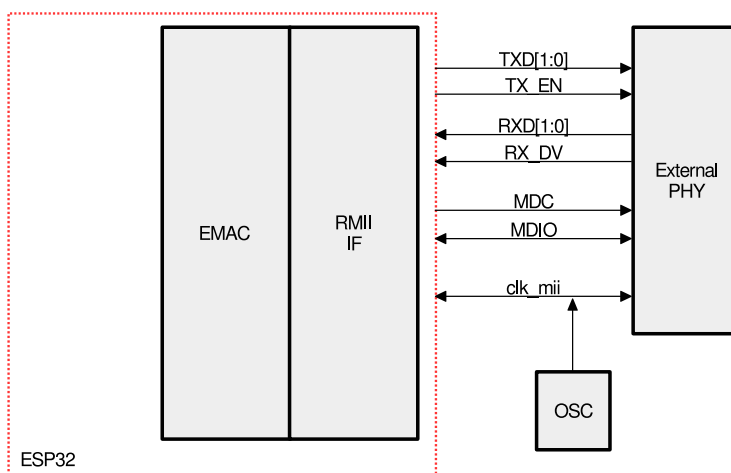 TXD[1:0]
TX_EN
RXD[1:0]
RX_DV
MDC
MDIO
clk_mii
EMAC
RMII
IF
External
PHY
OSC
ESP32